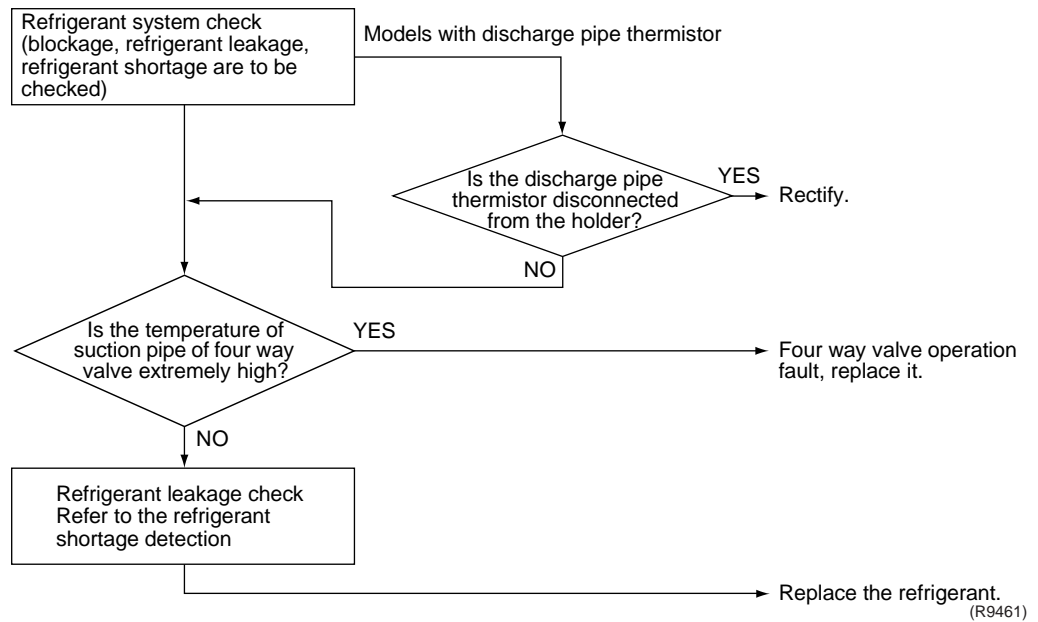 Refrigerant system check
(blockage, refrigerant leakage,
refrigerant shortage are to be
checked)
Models with discharge pipe thermistor
Is the discharge pipe
thermistor disconnected
from the holder?
YES
Rectify.
NO
Is the temperature of
suction pipe of four way
valve extremely high?
YES
Four way valve operation
fault, replace it.
NO
Refrigerant leakage check
Refer to the refrigerant
shortage detection
Replace the refrigerant.
(R9461)